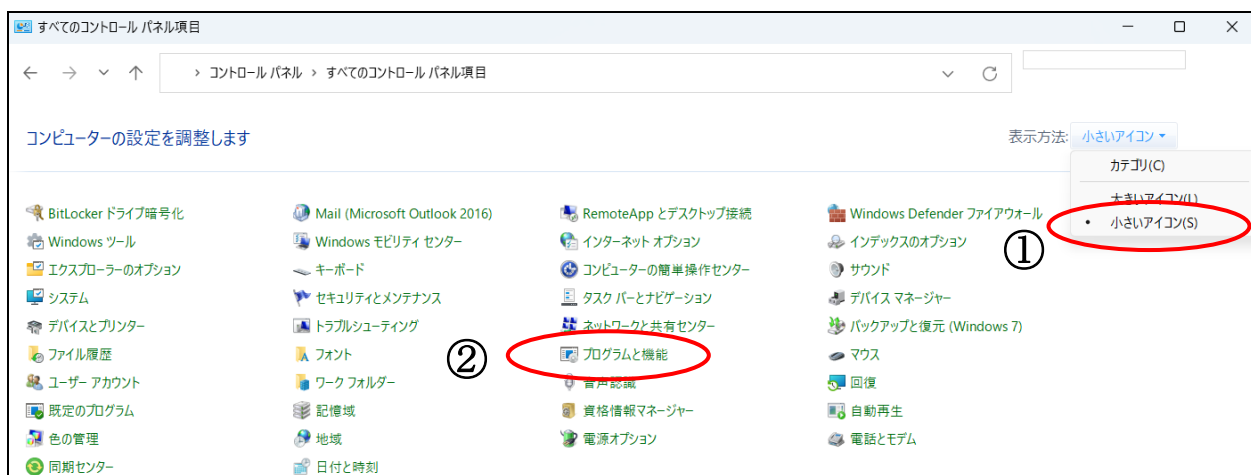 すべてのコントロール パネル項目
コントロール パネル › すべてのコントロール パネル項目
コンピューターの設定を調整します
表示方法: 小さいアイコン
カテゴリ(C)
大きいアイコン(L)
• 小さいアイコン(S)
①
BitLocker ドライブ暗号化
Mail (Microsoft Outlook 2016)
RemoteApp とデスクトップ接続
Windows Defender ファイアウォール
Windows ツール
Windows モビリティ センター
インターネット オプション
インデックスのオプション
エクスプローラーのオプション
キーボード
コンピューターの簡単操作センター
サウンド
システム
セキュリティとメンテナンス
タスク バーとナビゲーション
デバイス マネージャー
デバイスとプリンター
トラブルシューティング
ネットワークと共有センター
バックアップと復元 (Windows 7)
ファイル履歴
フォント
②
プログラムと機能
マウス
ユーザー アカウント
ワーク フォルダー
音声認識
回復
既定のプログラム
記憶域
資格情報マネージャー
自動再生
色の管理
地域
電源オプション
電話とモデム
同期センター
日付と時刻